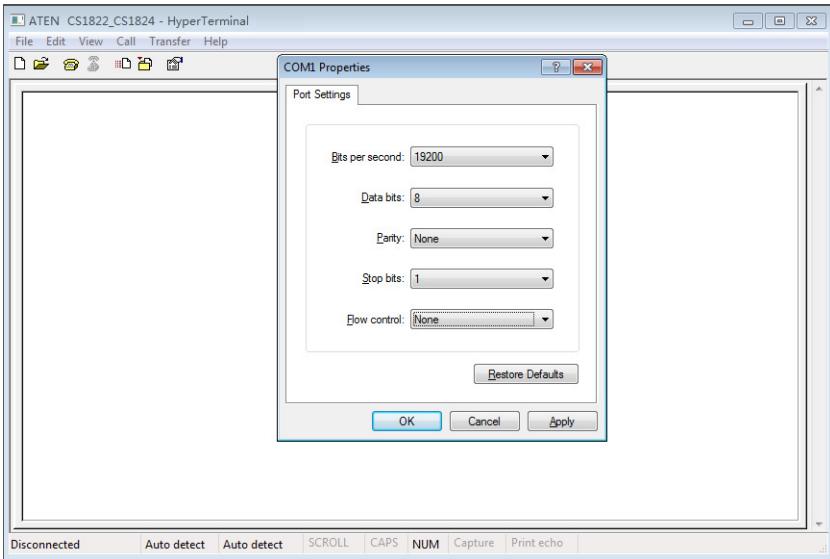 ATEN CS1822_CS1824 - HyperTerminal
File Edit View Call Transfer Help
COM1 Properties
Port Settings
Bits per second: 19200
Data bits: 8
Parity: None
Stop bits: 1
Flow control: None
Restore Defaults
OK Cancel Apply
Disconnected Auto detect Auto detect SCROLL CAPS NUM Capture Print echo